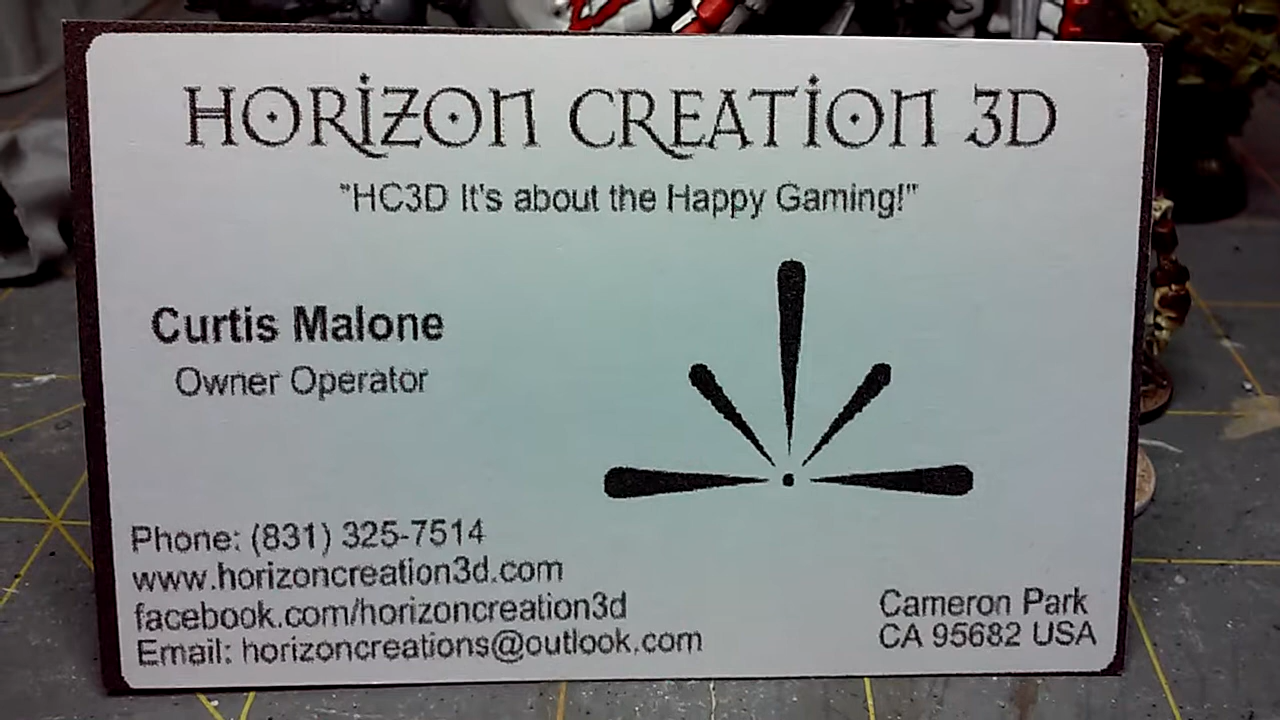 HORIZON CREATION 3D
"HC3D It's about the Happy Gaming!"
Curtis Malone
Owner Operator
Phone: (831) 325-7514
www.horizoncreation3d.com
facebook.com/horizoncreation3d
Email: horizoncreations@outlook.com
Cameron Park
CA 95682 USA